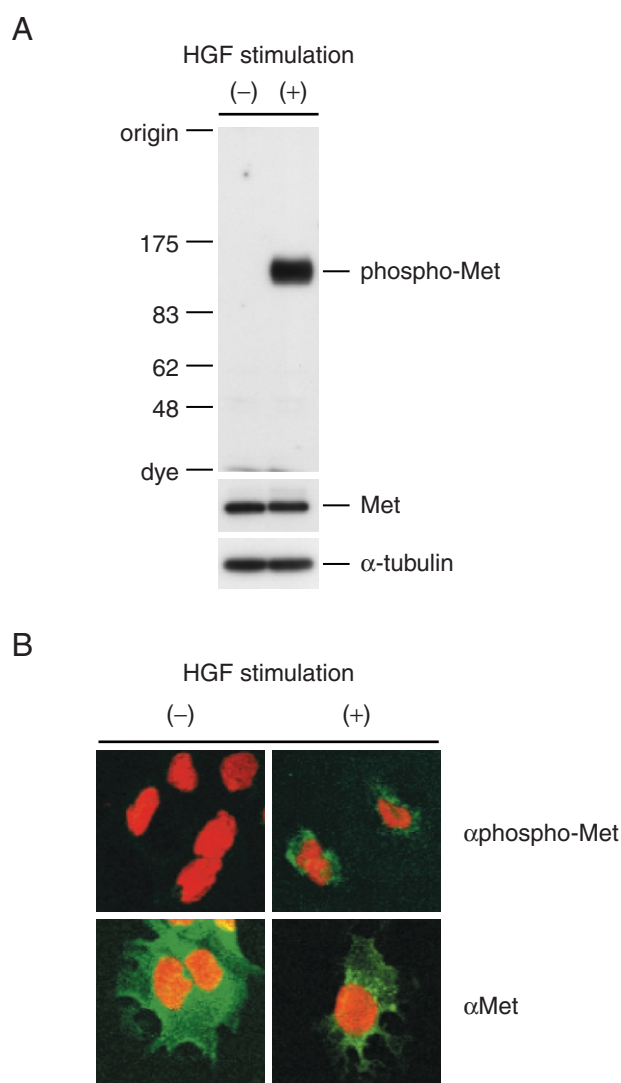 A
HGF stimulation
(−) (+)
origin
175
phospho-Met
83
62
48
dye
Met
α-tubulin
B
HGF stimulation
(−) (+)
αphospho-Met
αMet